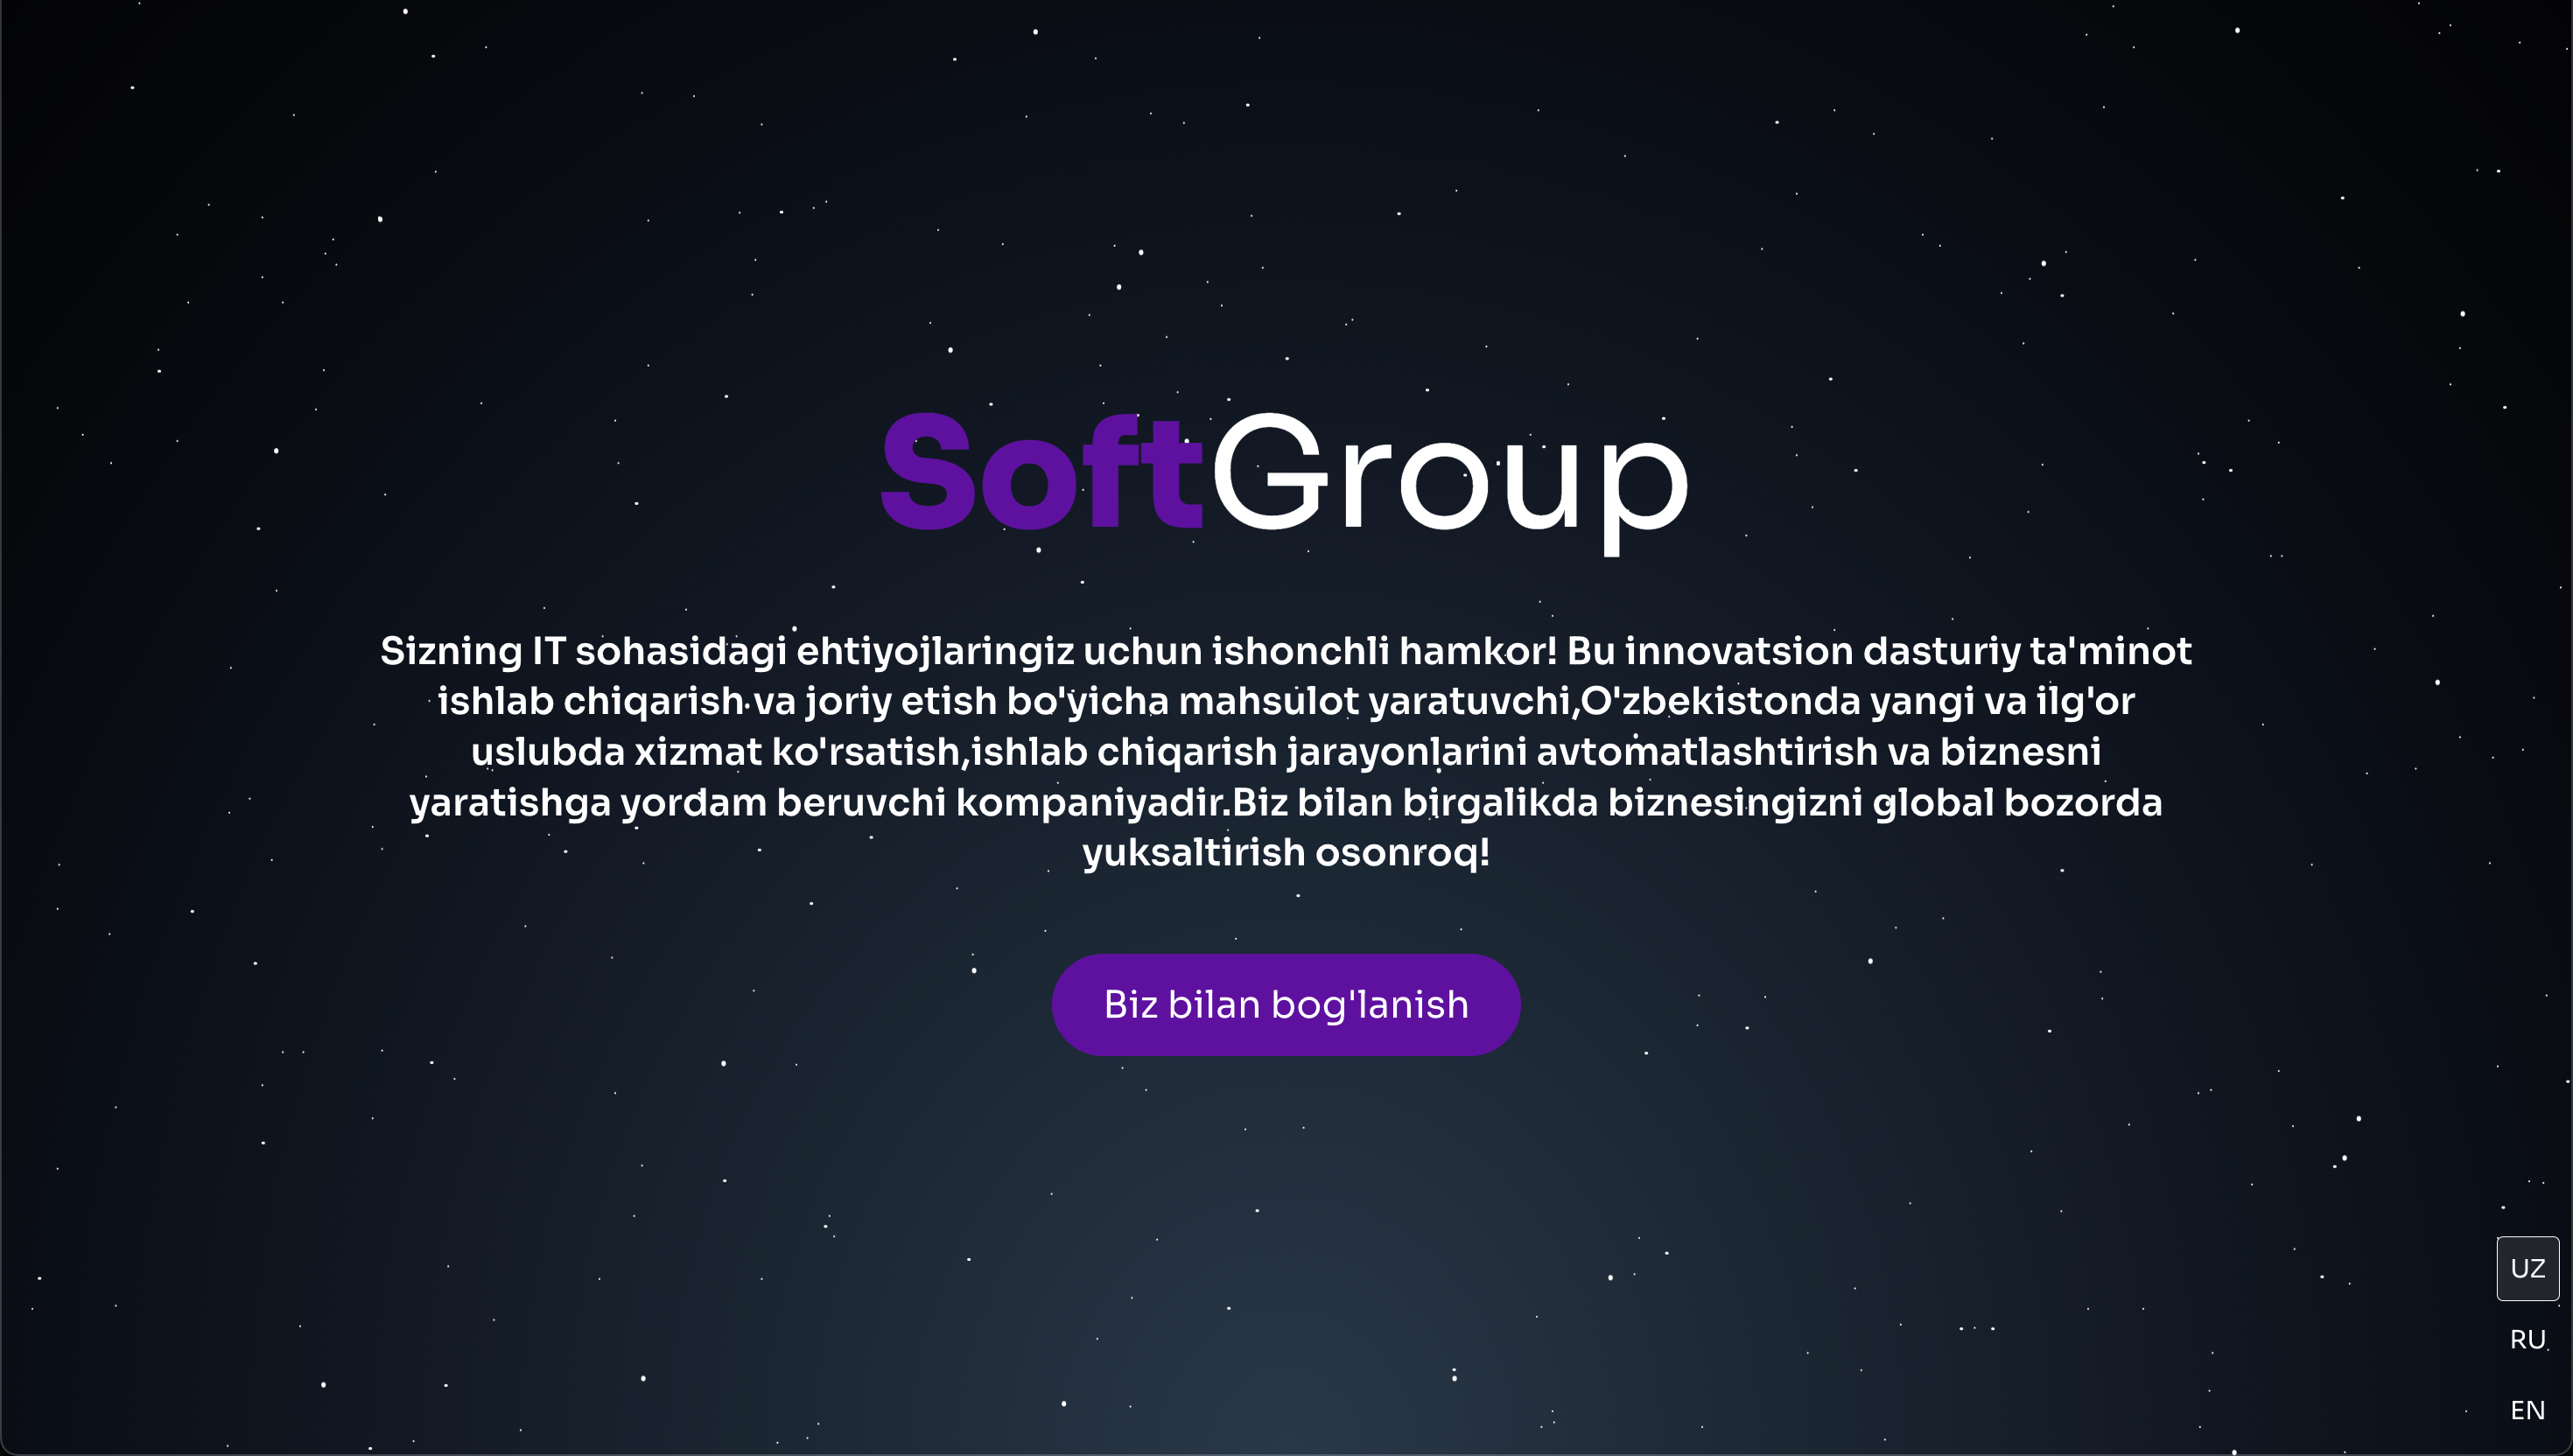 SoftGroup
Sizning IT sohasidagi ehtiyojlaringiz uchun ishonchli hamkor! Bu innovatsion dasturiy ta'minot
ishlab chiqarish va joriy etish bo'yicha mahsulot yaratuvchi,O'zbekistonda yangi va ilg'or
uslubda xizmat ko'rsatish,ishlab chiqarish jarayonlarini avtomatlashtirish va biznesni
yaratishga yordam beruvchi kompaniyadir.Biz bilan birgalikda biznesingizni global bozorda
yuksaltirish osonroq!
Biz bilan bog'lanish
UZ
RU
EN